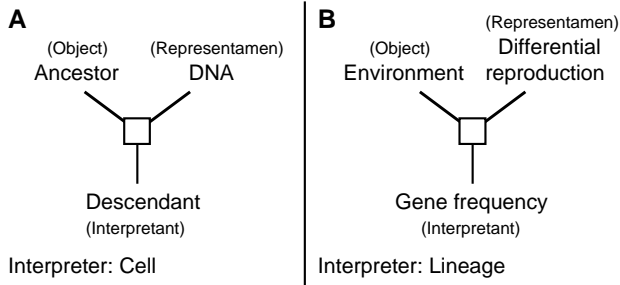 A
(Object)
Ancestor
(Representamen)
DNA
Descendant
(Interpretant)
Interpreter: Cell
B
(Object)
Environment
(Representamen)
Differential
reproduction
Gene frequency
(Interpretant)
Interpreter: Lineage